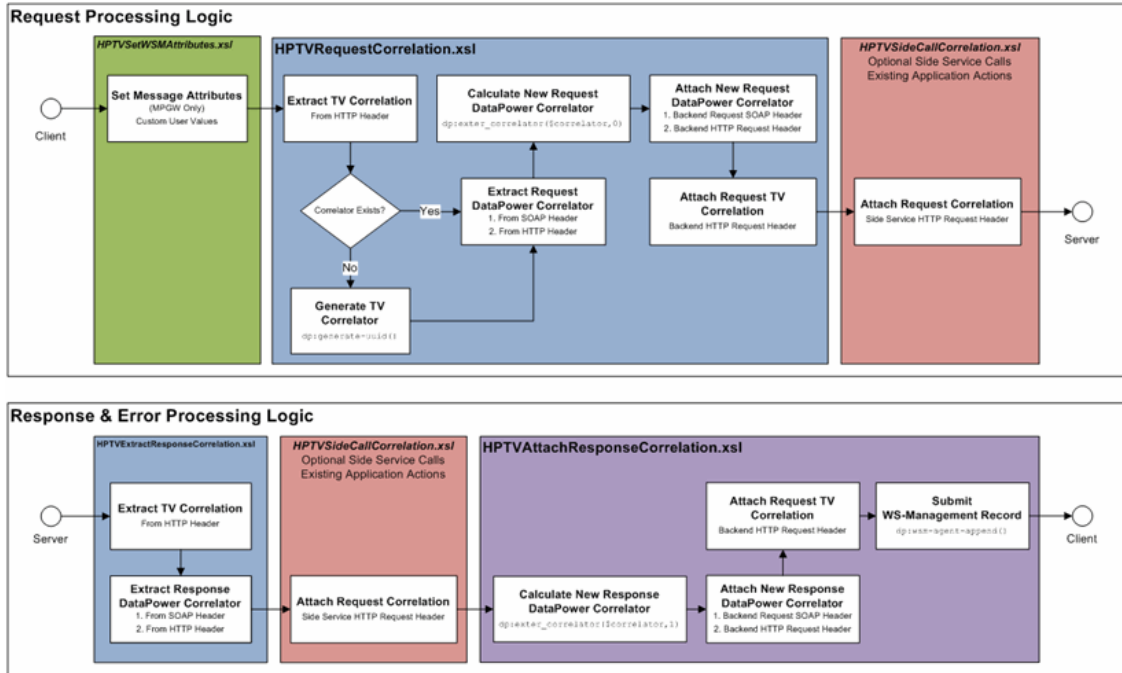 Request Processing Logic
HPTVSetWSMAttributes.xsl
Set Message Attributes
(MPGW Only)
Custom User Values
Client
HPTVRequestCorrelation.xsl
Extract TV Correlation
From HTTP Header
Correlator Exists?
Yes
No
Generate TV
Correlator
dp:generate-uuid()
Extract Request
DataPower Correlator
1. From SOAP Header
2. From HTTP Header
Calculate New Request
DataPower Correlator
dp:exter_correlator($correlator,0)
Attach New Request
DataPower Correlator
1. Backend Request SOAP Header
2. Backend HTTP Request Header
Attach Request TV
Correlation
Backend HTTP Request Header
HPTVSideCallCorrelation.xsl
Optional Side Service Calls
Existing Application Actions
Attach Request Correlation
Side Service HTTP Request Header
Server
Response & Error Processing Logic
HPTVExtractResponseCorrelation.xsl
Server
Extract TV Correlation
From HTTP Header
Extract Response
DataPower Correlator
1. From SOAP Header
2. From HTTP Header
HPTVSideCallCorrelation.xsl
Optional Side Service Calls
Existing Application Actions
Attach Request Correlation
Side Service HTTP Request Header
HPTVAttachResponseCorrelation.xsl
Calculate New Response
DataPower Correlator
dp:exter_correlator($correlator,1)
Attach New Response
DataPower Correlator
1. Backend Request SOAP Header
2. Backend HTTP Request Header
Attach Request TV
Correlation
Backend HTTP Request Header
Submit
WS-Management Record
dp:wsm-agent-append()
Client